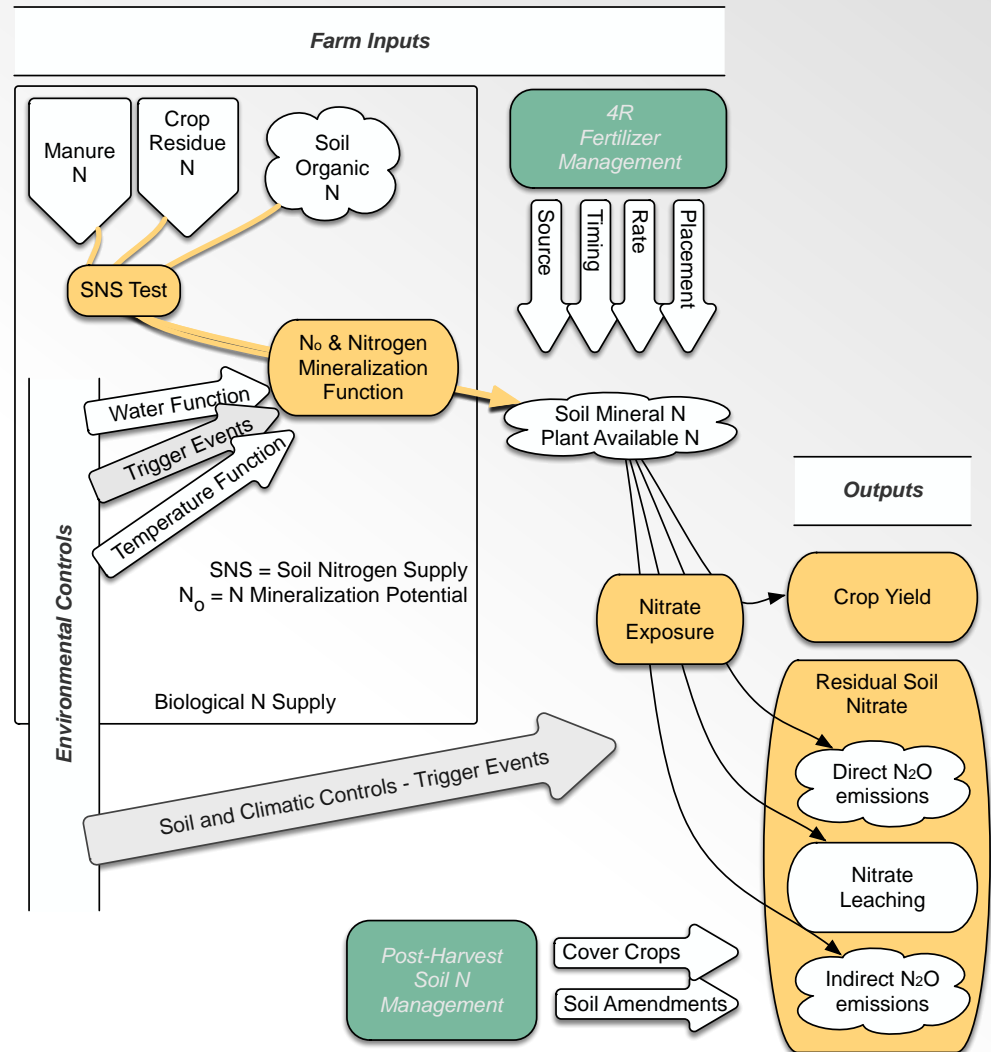 Farm Inputs
Manure
N
Crop
Residue
N
Soil
Organic
N
4R
Fertilizer
Management
Source
Timing
Rate
Placement
SNS Test
N₀ & Nitrogen
Mineralization
Function
Water Function
Trigger Events
Temperature Function
Soil Mineral N
Plant Available N
Environmental Controls
SNS = Soil Nitrogen Supply
Nₒ = N Mineralization Potential
Biological N Supply
Outputs
Nitrate
Exposure
Crop Yield
Residual Soil
Nitrate
Direct N₂O
emissions
Nitrate
Leaching
Indirect N₂O
emissions
Soil and Climatic Controls - Trigger Events
Post-Harvest
Soil N
Management
Cover Crops
Soil Amendments